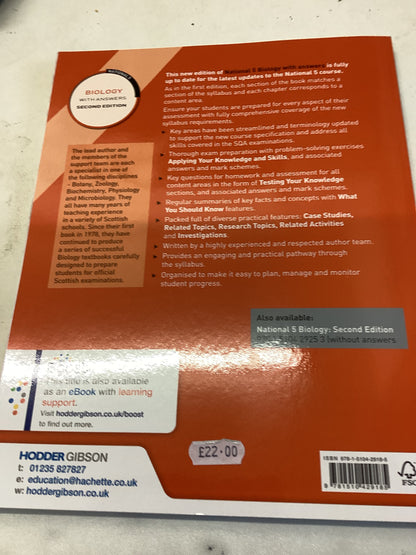 NATIONAL 5
BIOLOGY
WITH ANSWERS
SECOND EDITION
The lead author and
the members of the
support team are each
a specialist in one of
the following disciplines
- Botany, Zoology,
Biochemistry, Physiology
and Microbiology. They
all have many years of
teaching experience
in a variety of Scottish
schools. Since their first
book in 1978, they have
continued to produce
a series of successful
Biology textbooks carefully
designed to prepare
students for official
Scottish examinations.
This new edition of National 5 Biology with answers is fully
up to date for the latest updates to the National 5 course.
As in the first edition, each section of the book matches a
section of the syllabus and each chapter corresponds to a
content area.
Ensure your students are prepared for every aspect of their
assessment with fully comprehensive coverage of the new
syllabus requirements.
Key areas have been streamlined and terminology updated
to support the new course specification and address all
skills covered in the SQA examinations.
Thorough exam preparation with problem-solving exercises
Applying Your Knowledge and Skills, and associated
answers and mark schemes.
Key questions for homework and assessment for all
content areas in the form of Testing Your Knowledge
sections, and associated answers and mark schemes.
Regular summaries of key facts and concepts with What
You Should Know features.
Packed full of diverse practical features: Case Studies,
Related Topics, Research Topics, Related Activities
and Investigations.
Written by a highly experienced and respected author team.
Provides an engaging and practical pathway through
the syllabus.
Organised to make it easy to plan, manage and monitor
student progress.
Also available:
National 5 Biology: Second Edition
2925 3 (without answers
This title is also available
as an eBook with learning
support.
Visit hoddergibson.co.uk/boost
to find out more.
HODDER GIBSON
t: 01235 827827
e: education@hachette.co.uk
w: hoddergibson.co.uk
£22.00
ISBN 978-1-5104-2918-5
9 781510 429185
FSC